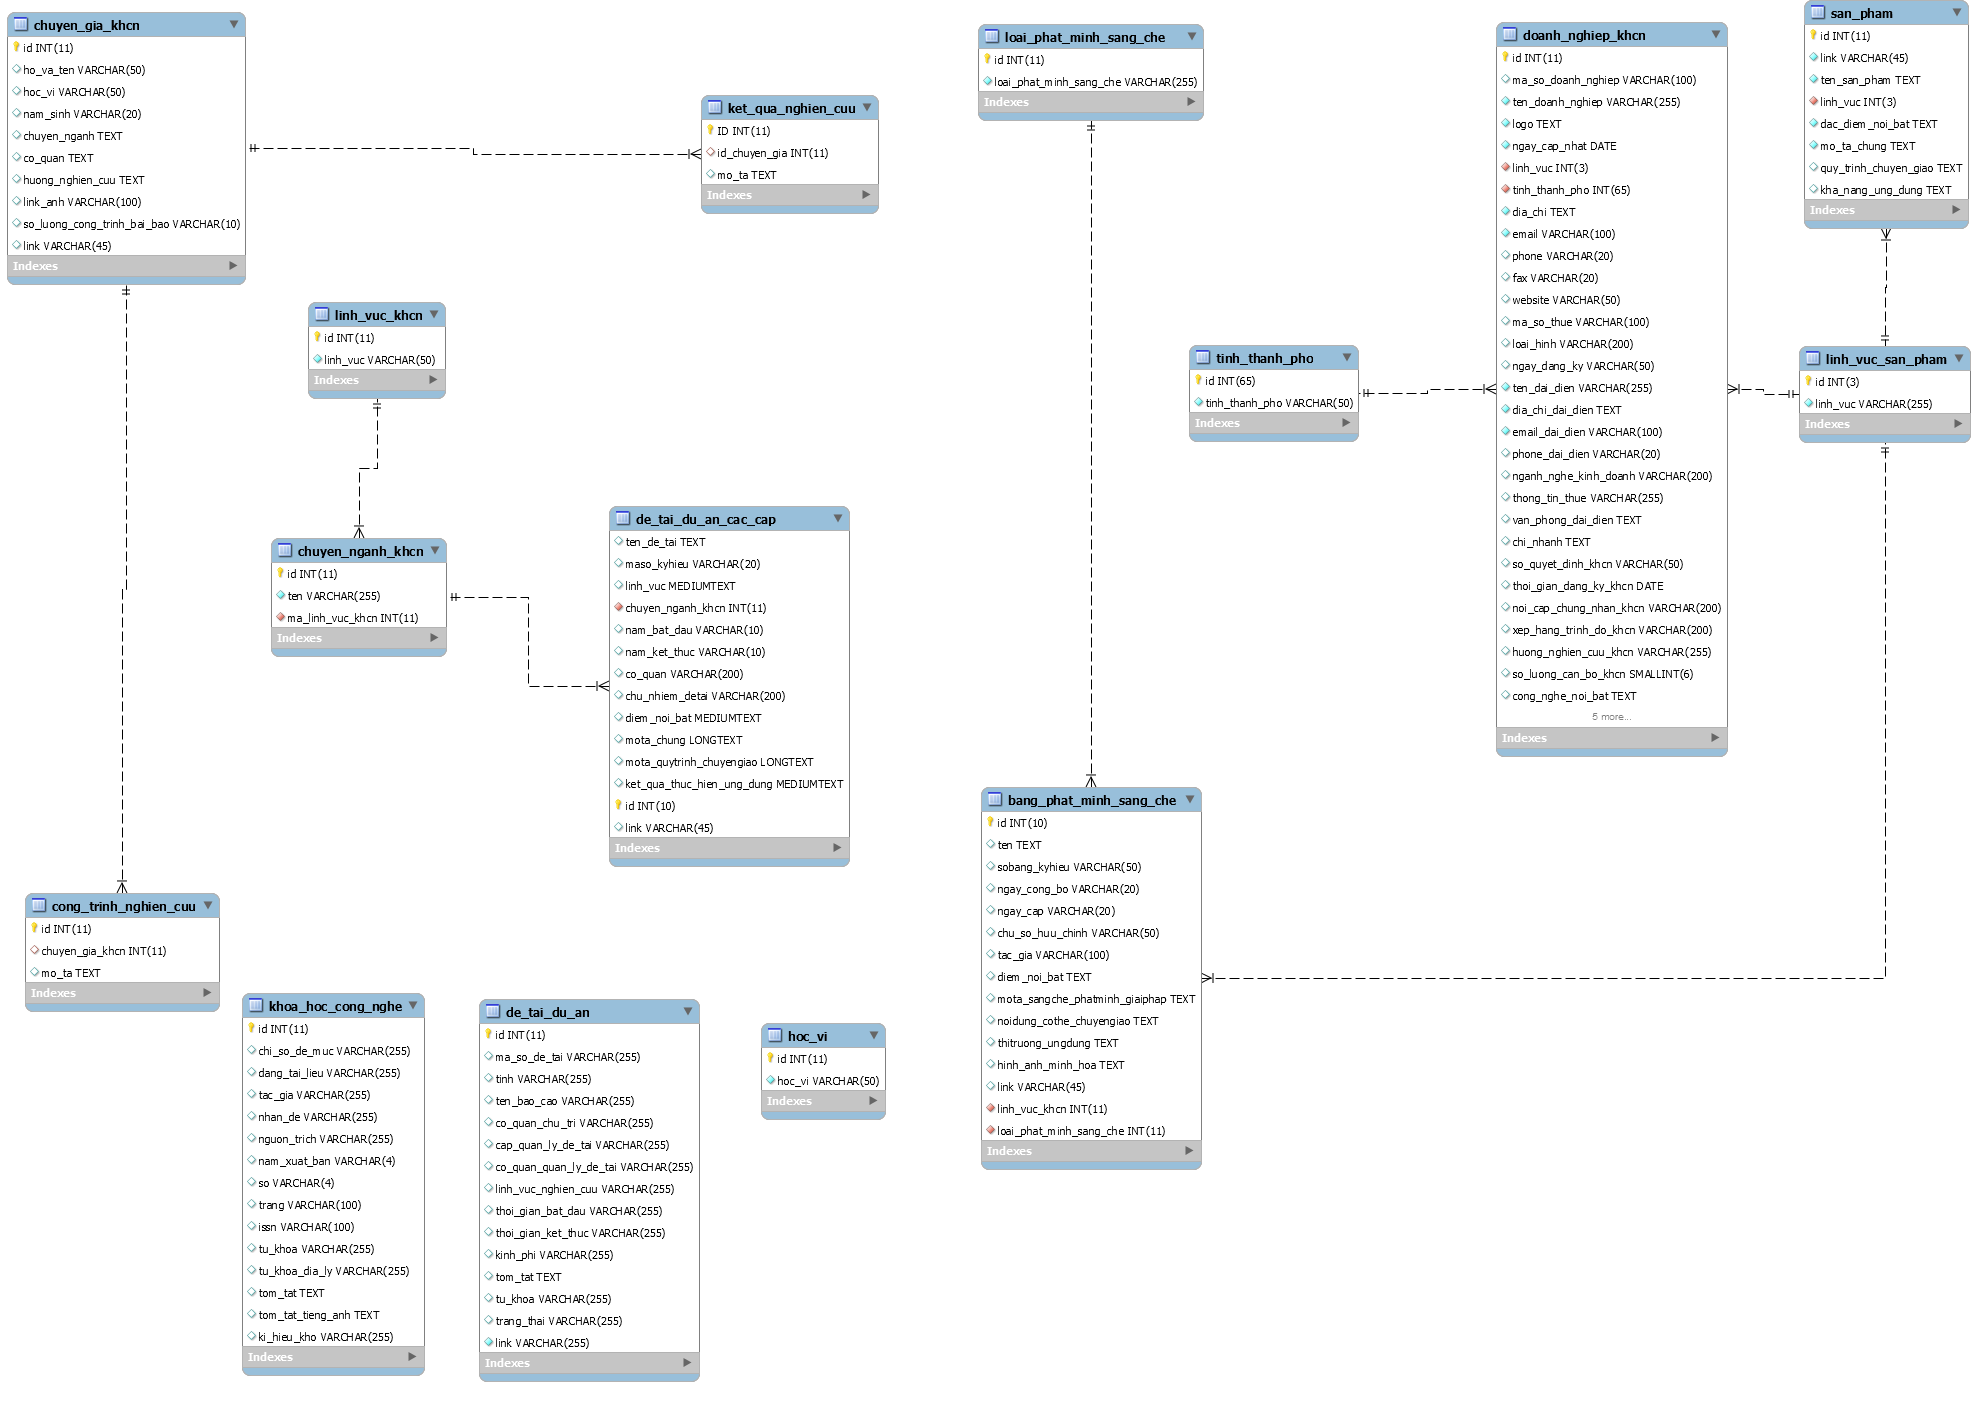 chuyen_gia_khcn
id INT(11)
ho_va_ten VARCHAR(50)
hoc_vi VARCHAR(50)
nam_sinh VARCHAR(20)
chuyen_nganh TEXT
co_quan TEXT
huong_nghien_cuu TEXT
link_anh VARCHAR(100)
so_luong_cong_trinh_bai_bao VARCHAR(10)
link VARCHAR(45)
Indexes
ket_qua_nghien_cuu
ID INT(11)
id_chuyen_gia INT(11)
mo_ta TEXT
Indexes
linh_vuc_khcn
id INT(11)
linh_vuc VARCHAR(50)
Indexes
chuyen_nganh_khcn
id INT(11)
ten VARCHAR(255)
ma_linh_vuc_khcn INT(11)
Indexes
de_tai_du_an_cac_cap
ten_de_tai TEXT
maso_kyhieu VARCHAR(20)
linh_vuc MEDIUMTEXT
chuyen_nganh_khcn INT(11)
nam_bat_dau VARCHAR(10)
nam_ket_thuc VARCHAR(10)
co_quan VARCHAR(200)
chu_nhiem_detai VARCHAR(200)
diem_noi_bat MEDIUMTEXT
mota_chung LONGTEXT
mota_quytrinh_chuyengiao LONGTEXT
ket_qua_thuc_hien_ung_dung MEDIUMTEXT
id INT(10)
link VARCHAR(45)
Indexes
cong_trinh_nghien_cuu
id INT(11)
chuyen_gia_khcn INT(11)
mo_ta TEXT
Indexes
khoa_hoc_cong_nghe
id INT(11)
chi_so_de_muc VARCHAR(255)
dang_tai_lieu VARCHAR(255)
tac_gia VARCHAR(255)
nhan_de VARCHAR(255)
nguon_trich VARCHAR(255)
nam_xuat_ban VARCHAR(4)
so VARCHAR(4)
trang VARCHAR(100)
issn VARCHAR(100)
tu_khoa VARCHAR(255)
tu_khoa_dia_ly VARCHAR(255)
tom_tat TEXT
tom_tat_tieng_anh TEXT
ki_hieu_kho VARCHAR(255)
Indexes
de_tai_du_an
id INT(11)
ma_so_de_tai VARCHAR(255)
tinh VARCHAR(255)
ten_bao_cao VARCHAR(255)
co_quan_chu_tri VARCHAR(255)
cap_quan_ly_de_tai VARCHAR(255)
co_quan_quan_ly_de_tai VARCHAR(255)
linh_vuc_nghien_cuu VARCHAR(255)
thoi_gian_bat_dau VARCHAR(255)
thoi_gian_ket_thuc VARCHAR(255)
kinh_phi VARCHAR(255)
tom_tat TEXT
tu_khoa VARCHAR(255)
trang_thai VARCHAR(255)
link VARCHAR(255)
Indexes
hoc_vi
id INT(11)
hoc_vi VARCHAR(50)
Indexes
loai_phat_minh_sang_che
id INT(11)
loai_phat_minh_sang_che VARCHAR(255)
Indexes
bang_phat_minh_sang_che
id INT(10)
ten TEXT
sobang_kyhieu VARCHAR(50)
ngay_cong_bo VARCHAR(20)
ngay_cap VARCHAR(20)
chu_so_huu_chinh VARCHAR(50)
tac_gia VARCHAR(100)
diem_noi_bat TEXT
mota_sangche_phatminh_giaiphap TEXT
noidung_cothe_chuyengiao TEXT
thitruong_ungdung TEXT
hinh_anh_minh_hoa TEXT
link VARCHAR(45)
linh_vuc_khcn INT(11)
loai_phat_minh_sang_che INT(11)
Indexes
tinh_thanh_pho
id INT(65)
tinh_thanh_pho VARCHAR(50)
Indexes
doanh_nghiep_khcn
id INT(11)
ma_so_doanh_nghiep VARCHAR(100)
ten_doanh_nghiep VARCHAR(255)
logo TEXT
ngay_cap_nhat DATE
linh_vuc INT(3)
tinh_thanh_pho INT(65)
dia_chi TEXT
email VARCHAR(100)
phone VARCHAR(20)
fax VARCHAR(20)
website VARCHAR(50)
ma_so_thue VARCHAR(100)
loai_hinh VARCHAR(200)
ngay_dang_ky VARCHAR(50)
ten_dai_dien VARCHAR(255)
dia_chi_dai_dien TEXT
email_dai_dien VARCHAR(100)
phone_dai_dien VARCHAR(20)
nganh_nghe_kinh_doanh VARCHAR(200)
thong_tin_thue VARCHAR(255)
van_phong_dai_dien TEXT
chi_nhanh TEXT
so_quyet_dinh_khcn VARCHAR(50)
thoi_gian_dang_ky_khcn DATE
noi_cap_chung_nhan_khcn VARCHAR(200)
xep_hang_trinh_do_khcn VARCHAR(200)
huong_nghien_cuu_khcn VARCHAR(255)
so_luong_can_bo_khcn SMALLINT(6)
cong_nghe_noi_bat TEXT
5 more...
Indexes
san_pham
id INT(11)
link VARCHAR(45)
ten_san_pham TEXT
linh_vuc INT(3)
dac_diem_noi_bat TEXT
mo_ta_chung TEXT
quy_trinh_chuyen_giao TEXT
kha_nang_ung_dung TEXT
Indexes
linh_vuc_san_pham
id INT(3)
linh_vuc VARCHAR(255)
Indexes